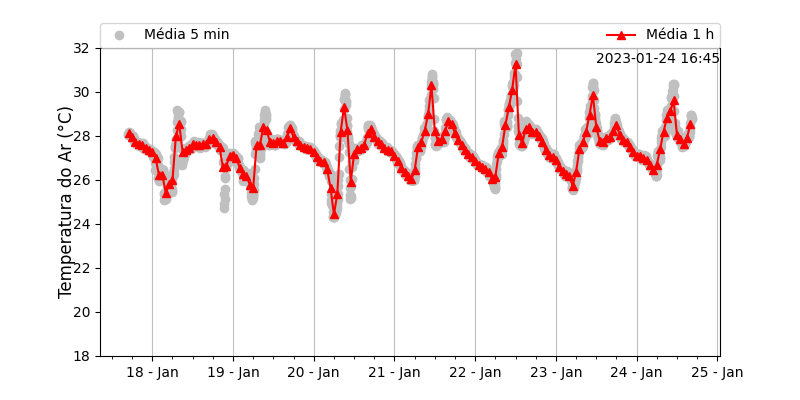 Média 5 min
Média 1 h
2023-01-24 16:45
Temperatura do Ar (°C)
32
30
28
26
24
22
20
18
18 - Jan
19 - Jan
20 - Jan
21 - Jan
22 - Jan
23 - Jan
24 - Jan
25 - Jan